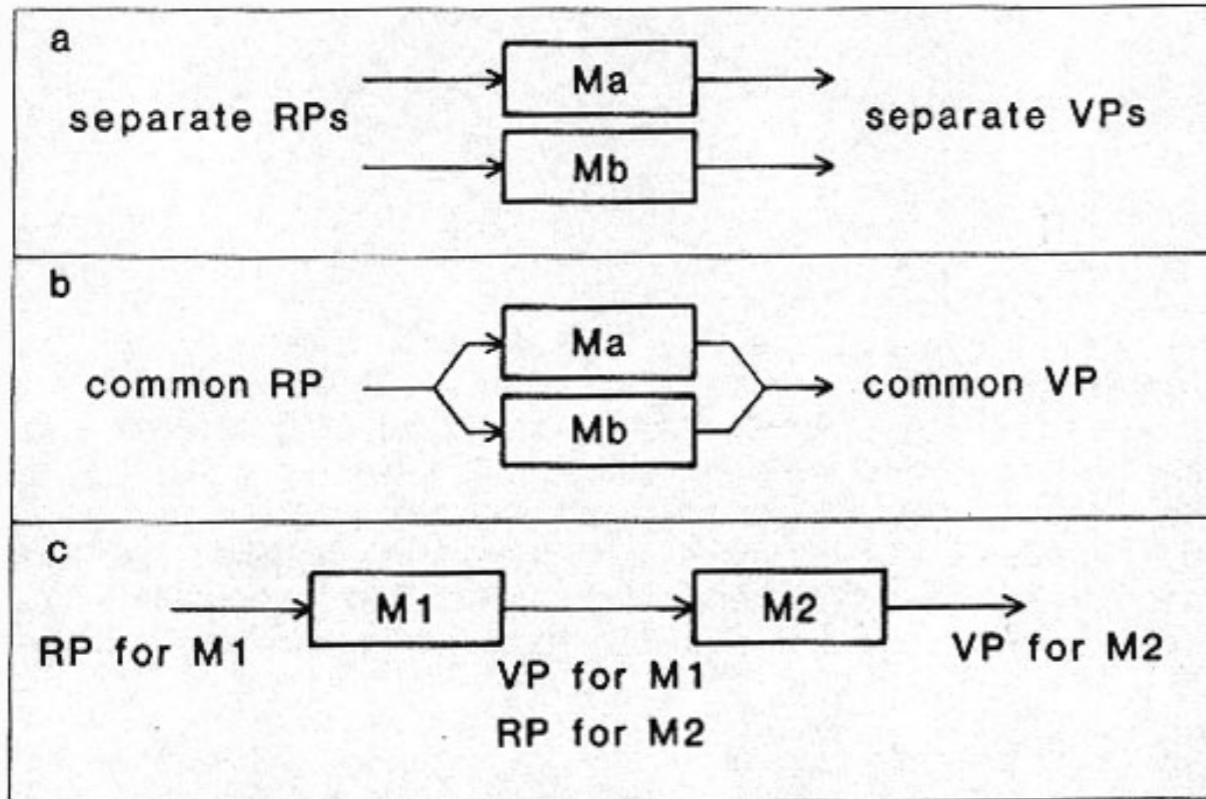 a
Ma
separate RPs
separate VPs
Mb
b
Ma
common RP
common VP
Mb
c
M1
M2
RP for M1
VP for M2
VP for M1
RP for M2